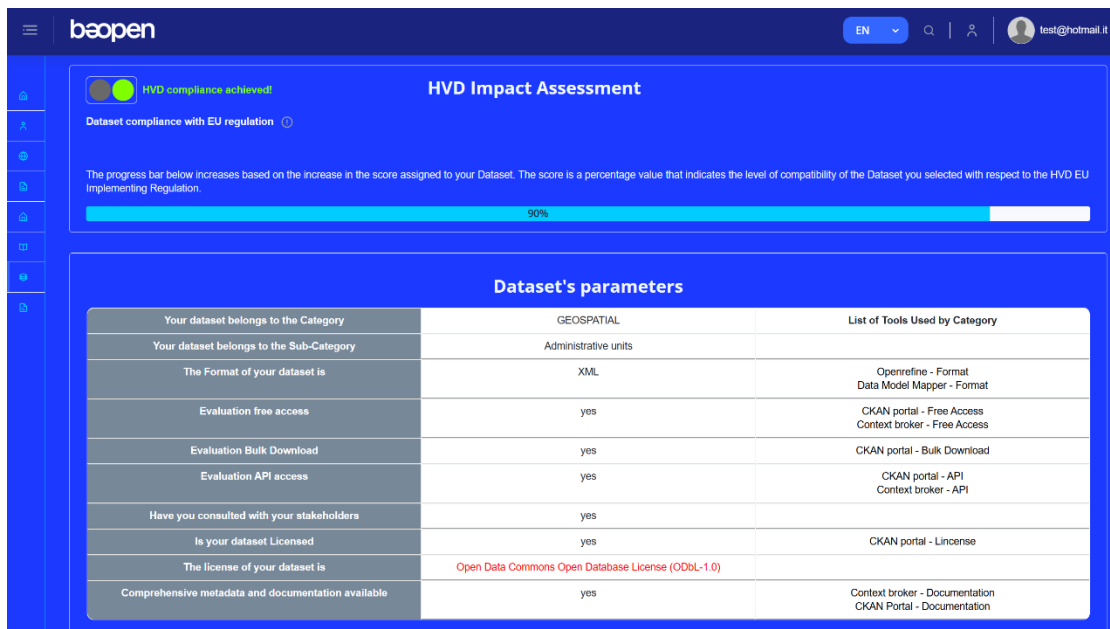 bəopen
EN
test@hotmail.it
HVD compliance achieved!
HVD Impact Assessment
Dataset compliance with EU regulation
The progress bar below increases based on the increase in the score assigned to your Dataset. The score is a percentage value that indicates the level of compatibility of the Dataset you selected with respect to the HVD EU
Implementing Regulation.
90%
Dataset's parameters
Your dataset belongs to the Category GEOSPATIAL List of Tools Used by Category
Your dataset belongs to the Sub-Category Administrative units
The Format of your dataset is XML Openrefine - Format
Data Model Mapper - Format
Evaluation free access yes CKAN portal - Free Access
Context broker - Free Access
Evaluation Bulk Download yes CKAN portal - Bulk Download
Evaluation API access yes CKAN portal - API
Context broker - API
Have you consulted with your stakeholders yes
Is your dataset Licensed yes CKAN portal - Lincense
The license of your dataset is Open Data Commons Open Database License (ODbL-1.0)
Comprehensive metadata and documentation available yes Context broker - Documentation
CKAN Portal - Documentation